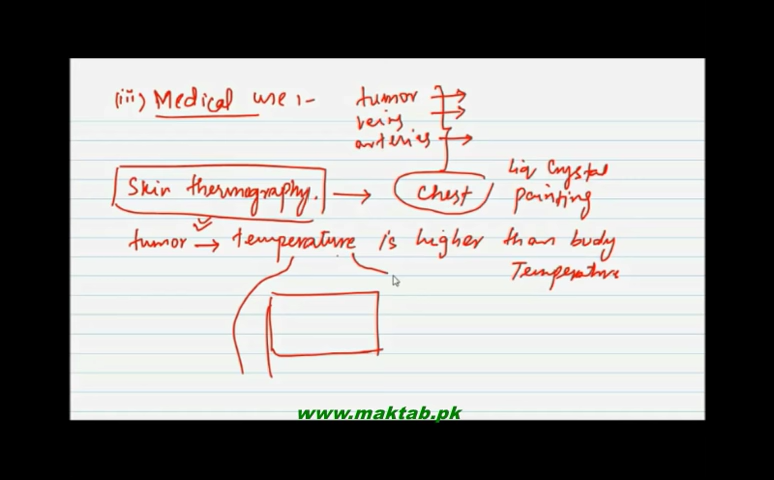 (iii) Medical use :-
tumor
veins
arteries
Skin thermography. → Chest
Liq Crystal
painting
tumor → temperature is higher than body
Temperature
www.maktab.pk